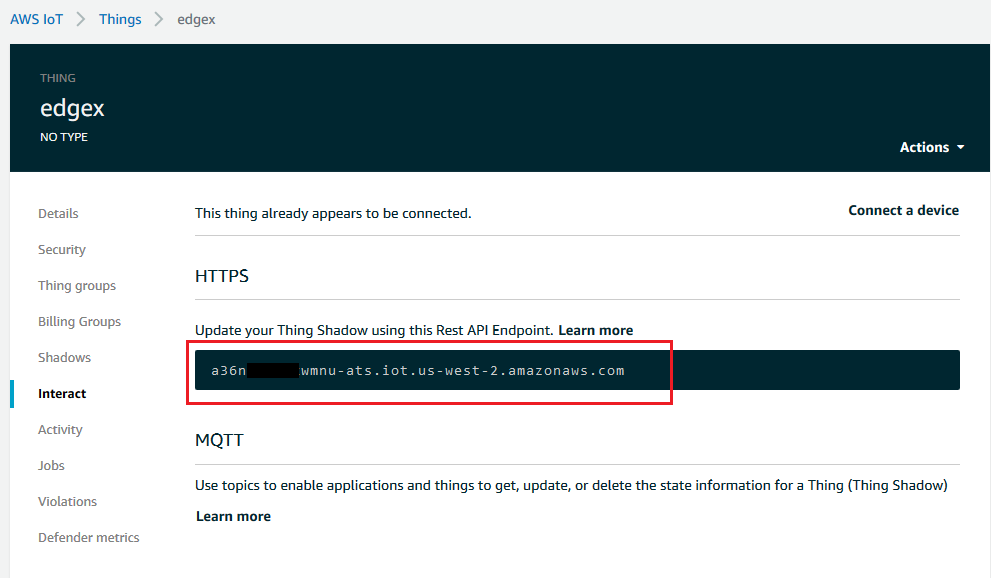 AWS IoT > Things > edgex
THING
edgex
NO TYPE
Actions
Details
Security
Thing groups
Billing Groups
Shadows
Interact
Activity
Jobs
Violations
Defender metrics
This thing already appears to be connected.
Connect a device
HTTPS
Update your Thing Shadow using this Rest API Endpoint. Learn more
a36n wmnu-ats.iot.us-west-2.amazonaws.com
MQTT
Use topics to enable applications and things to get, update, or delete the state information for a Thing (Thing Shadow)
Learn more